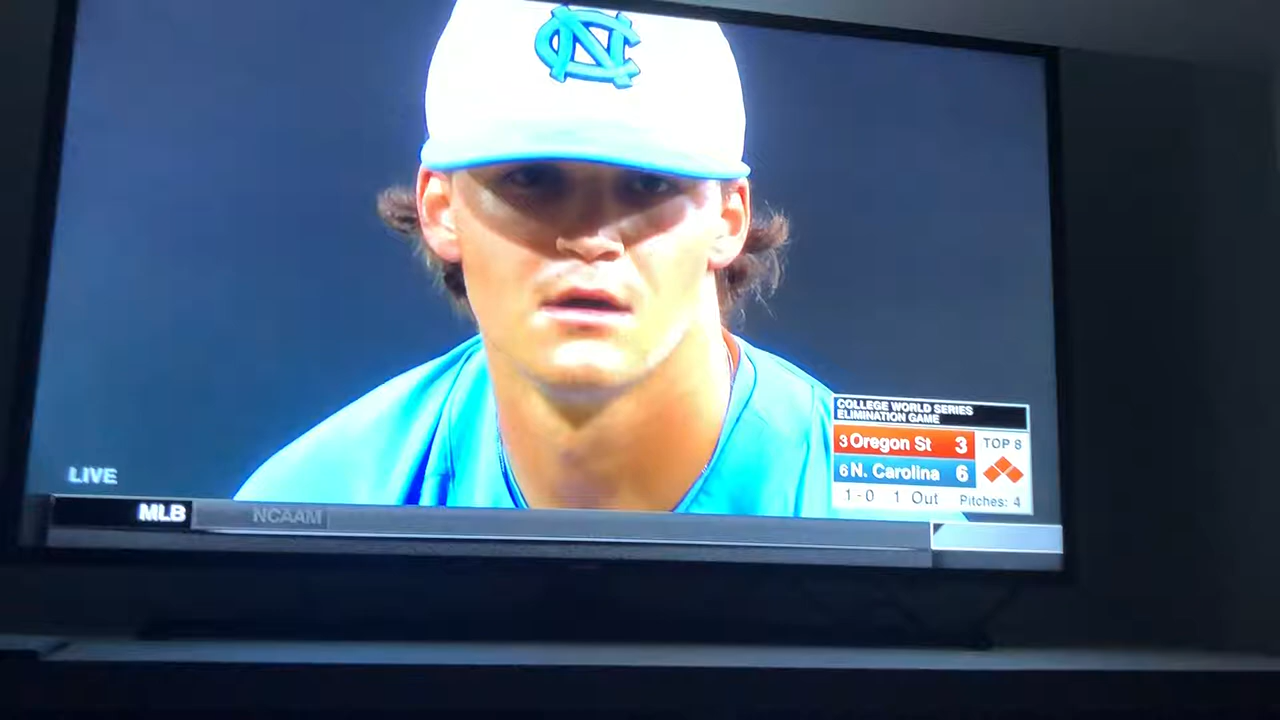 NC
COLLEGE WORLD SERIES
ELIMINATION GAME
3 Oregon St 3 TOP 8
6 N. Carolina 6
1-0 1 Out Pitches: 4
LIVE
MLB NCAAM